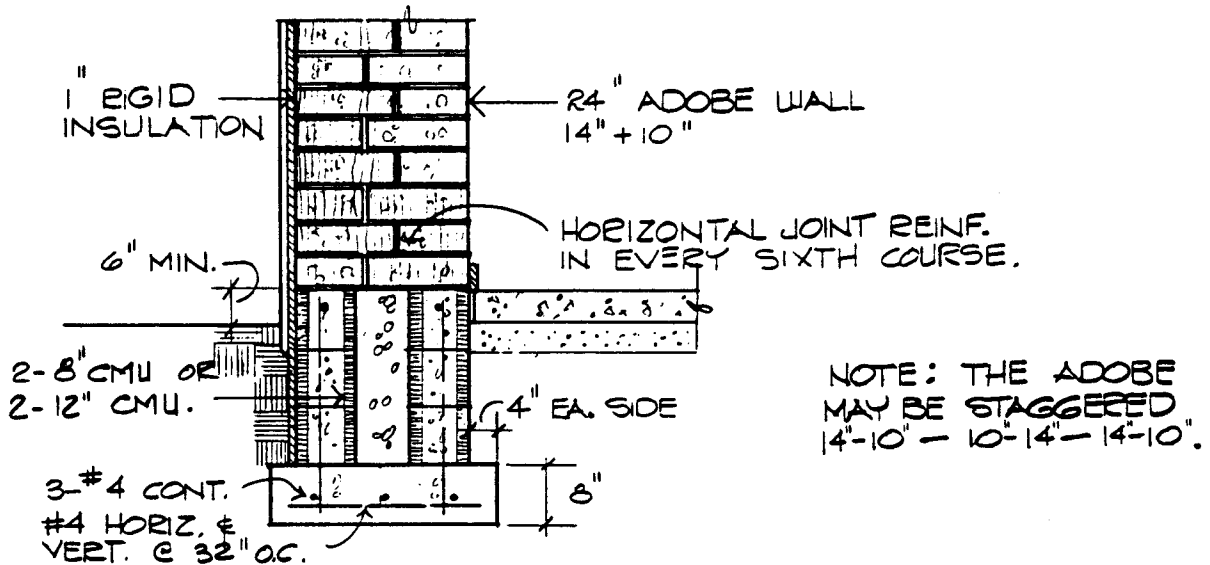 1" RIGID
INSULATION
24" ADOBE WALL
14" + 10"
HORIZONTAL JOINT REINF.
IN EVERY SIXTH COURSE.
6" MIN.
2-8" CMU OR
2-12" CMU.
4" EA. SIDE
NOTE: THE ADOBE
MAY BE STAGGERED
14"-10" — 10"-14" — 14"-10".
3-#4 CONT.
#4 HORIZ. &
VERT. @ 32" O.C.
8"